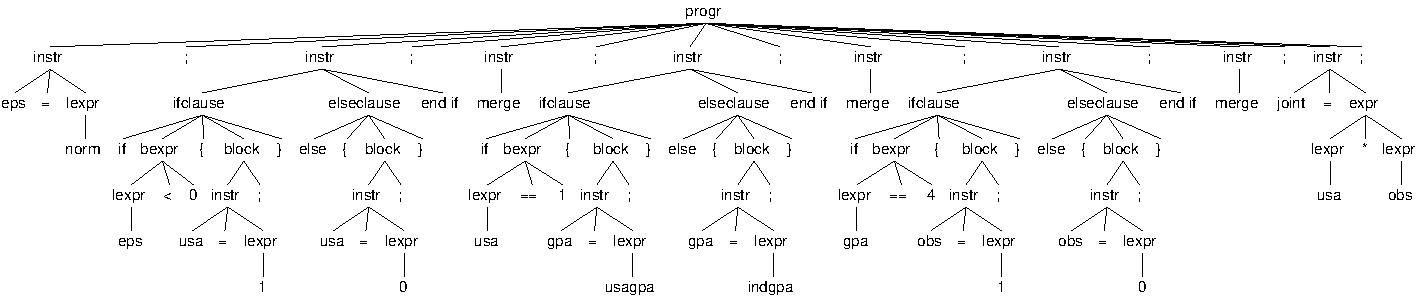 progr
instr ; instr ; instr ; instr ; instr ; instr ; instr ; instr ;
eps = lexpr ifclause elseclause end if merge ifclause elseclause end if merge ifclause elseclause end if merge joint = expr
norm if bexpr { block } else { block } if bexpr { block } else { block } if bexpr { block } else { block } lexpr * lexpr
lexpr < 0 instr ; instr ; lexpr == 1 instr ; instr ; lexpr == 4 instr ; instr ; usa obs
eps usa = lexpr usa = lexpr usa gpa = lexpr gpa = lexpr gpa obs = lexpr obs = lexpr
1 0 usagpa indgpa 1 0